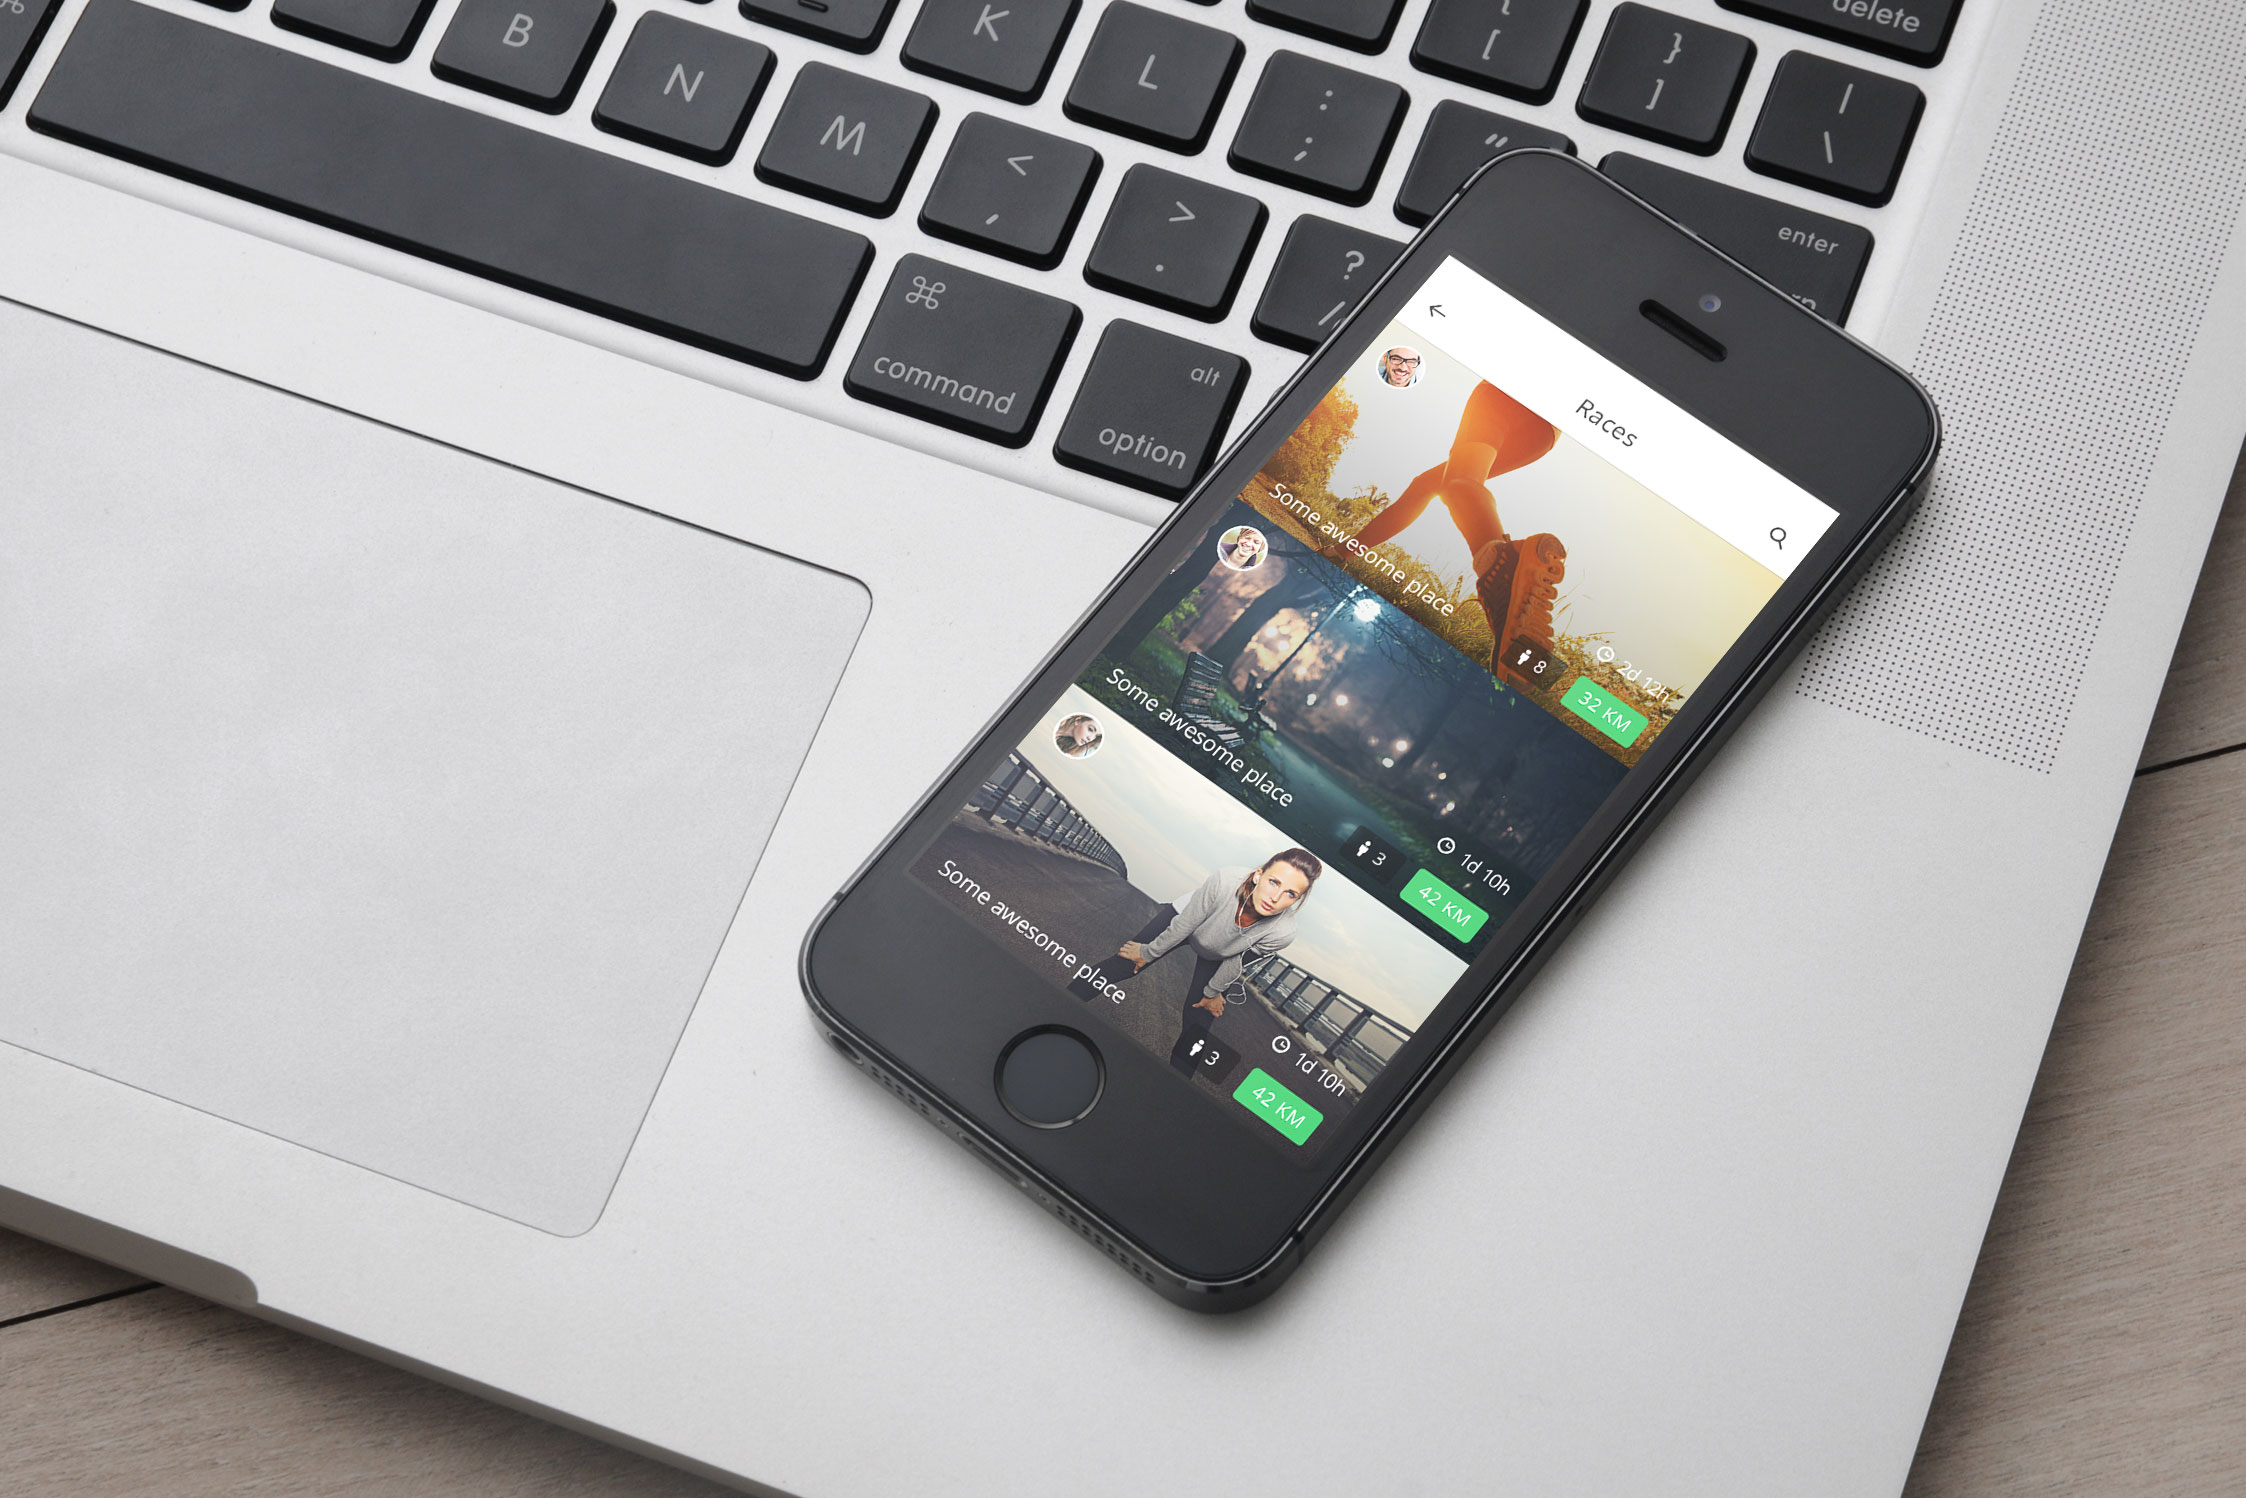 delete
B
K
{
[
}
]
|
\
N
L
:
;
"
M
<
,
>
.
?
/
enter
⌘
command
alt
option
Races
Some awesome place
8
2d 12h
32 KM
Some awesome place
3
1d 10h
42 KM
Some awesome place
3
1d 10h
42 KM